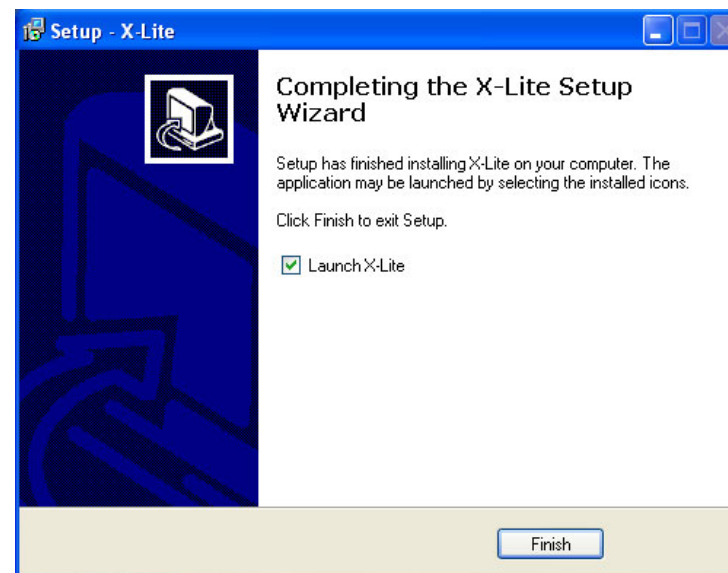 Setup - X-Lite
Completing the X-Lite Setup
Wizard
Setup has finished installing X-Lite on your computer. The
application may be launched by selecting the installed icons.
Click Finish to exit Setup.
Launch X-Lite
Finish